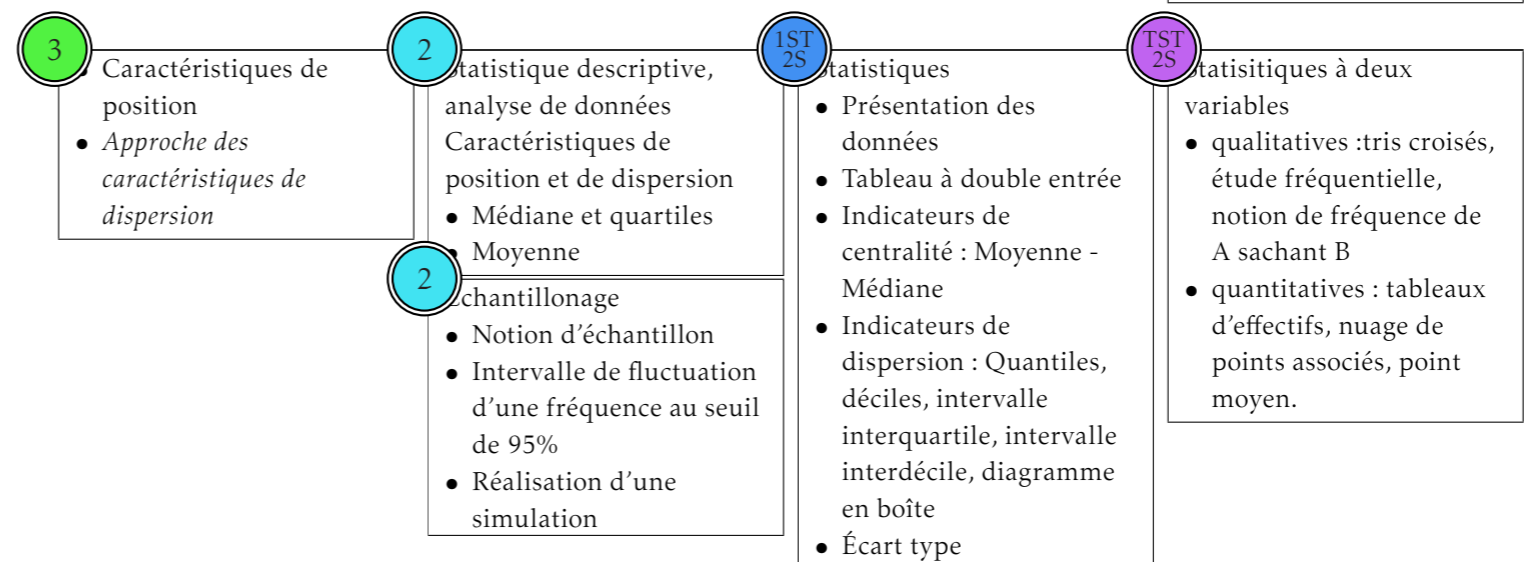 3
• Caractéristiques de
position
• Approche des
caractéristiques de
dispersion
2
Statistique descriptive,
analyse de données
Caractéristiques de
position et de dispersion
• Médiane et quartiles
• Moyenne
2
Échantillonage
• Notion d'échantillon
• Intervalle de fluctuation
d'une fréquence au seuil
de 95%
• Réalisation d'une
simulation
1ST
2S
Statistiques
• Présentation des
données
• Tableau à double entrée
• Indicateurs de
centralité : Moyenne -
Médiane
• Indicateurs de
dispersion : Quantiles,
déciles, intervalle
interquartile, intervalle
interdécile, diagramme
en boîte
• Écart type
TST
2S
Statisitiques à deux
variables
• qualitatives :tris croisés,
étude fréquentielle,
notion de fréquence de
A sachant B
• quantitatives : tableaux
d'effectifs, nuage de
points associés, point
moyen.